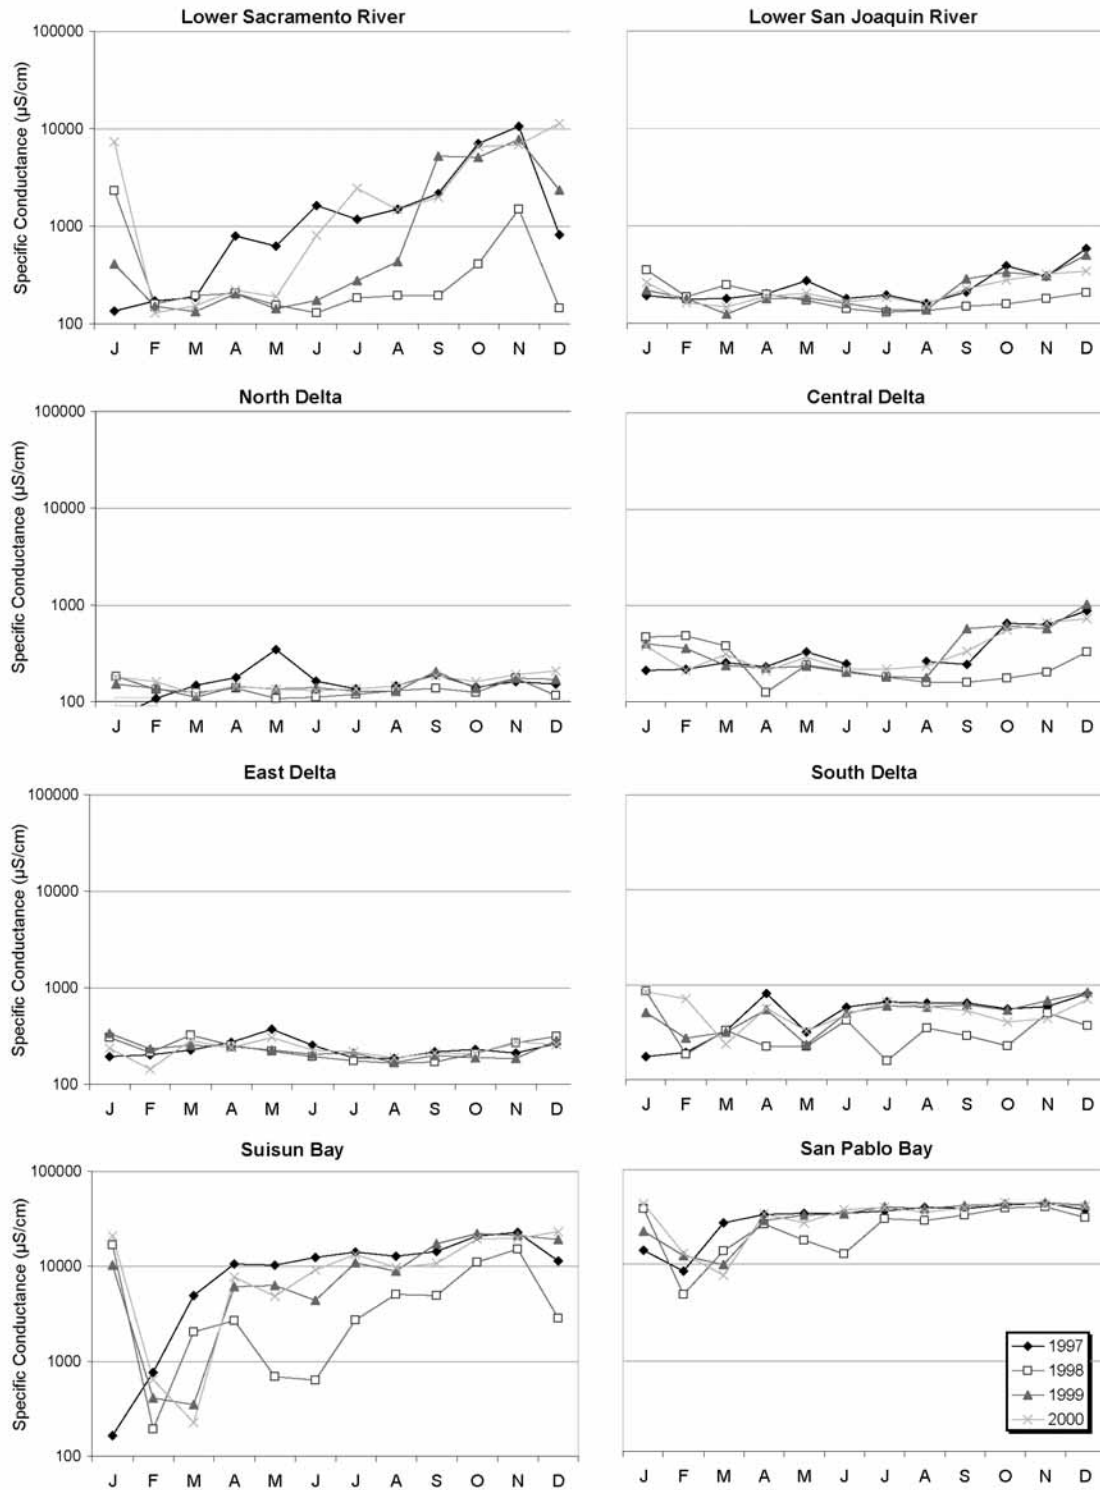 Lower Sacramento River
Lower San Joaquin River
Specific Conductance (µS/cm)
100000
10000
1000
100
J F M A M J J A S O N D
J F M A M J J A S O N D
North Delta
Central Delta
Specific Conductance (µS/cm)
100000
10000
1000
100
J F M A M J J A S O N D
J F M A M J J A S O N D
East Delta
South Delta
Specific Conductance (µS/cm)
100000
10000
1000
100
J F M A M J J A S O N D
J F M A M J J A S O N D
Suisun Bay
San Pablo Bay
Specific Conductance (µS/cm)
100000
10000
1000
100
J F M A M J J A S O N D
J F M A M J J A S O N D
1997
1998
1999
2000